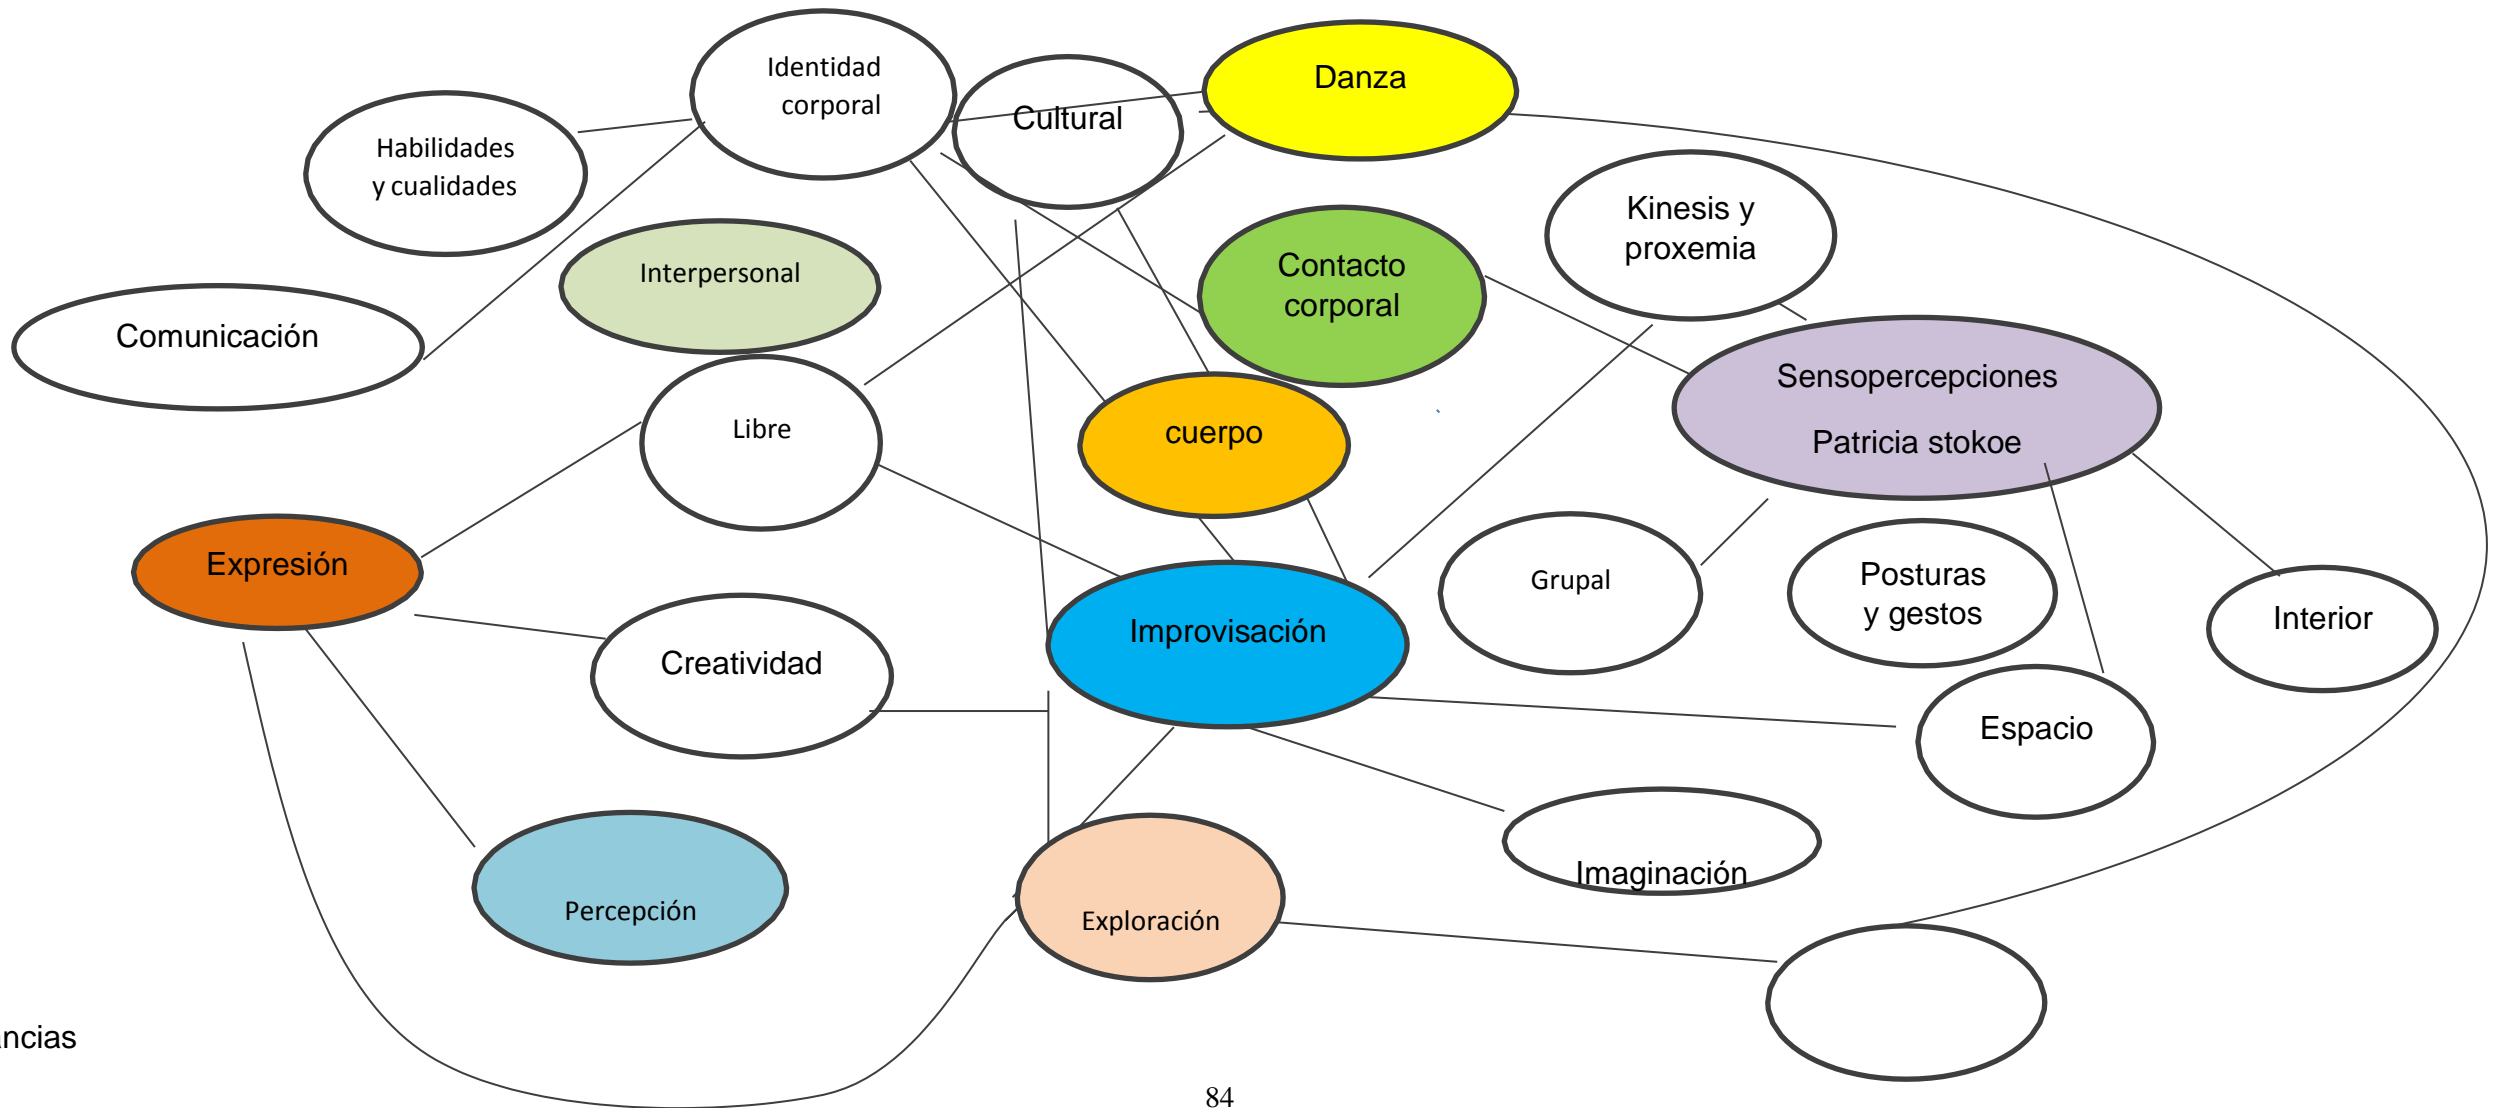 Identidad
corporal
Danza
Cultural
Habilidades
y cualidades
Kinesis y
proxemia
Interpersonal
Contacto
corporal
Comunicación
Sensopercepciones
Patricia stokoe
Libre
cuerpo
Expresión
Grupal
Posturas
y gestos
Interior
Improvisación
Creatividad
Espacio
Imaginación
Percepción
Exploración
ncias
84